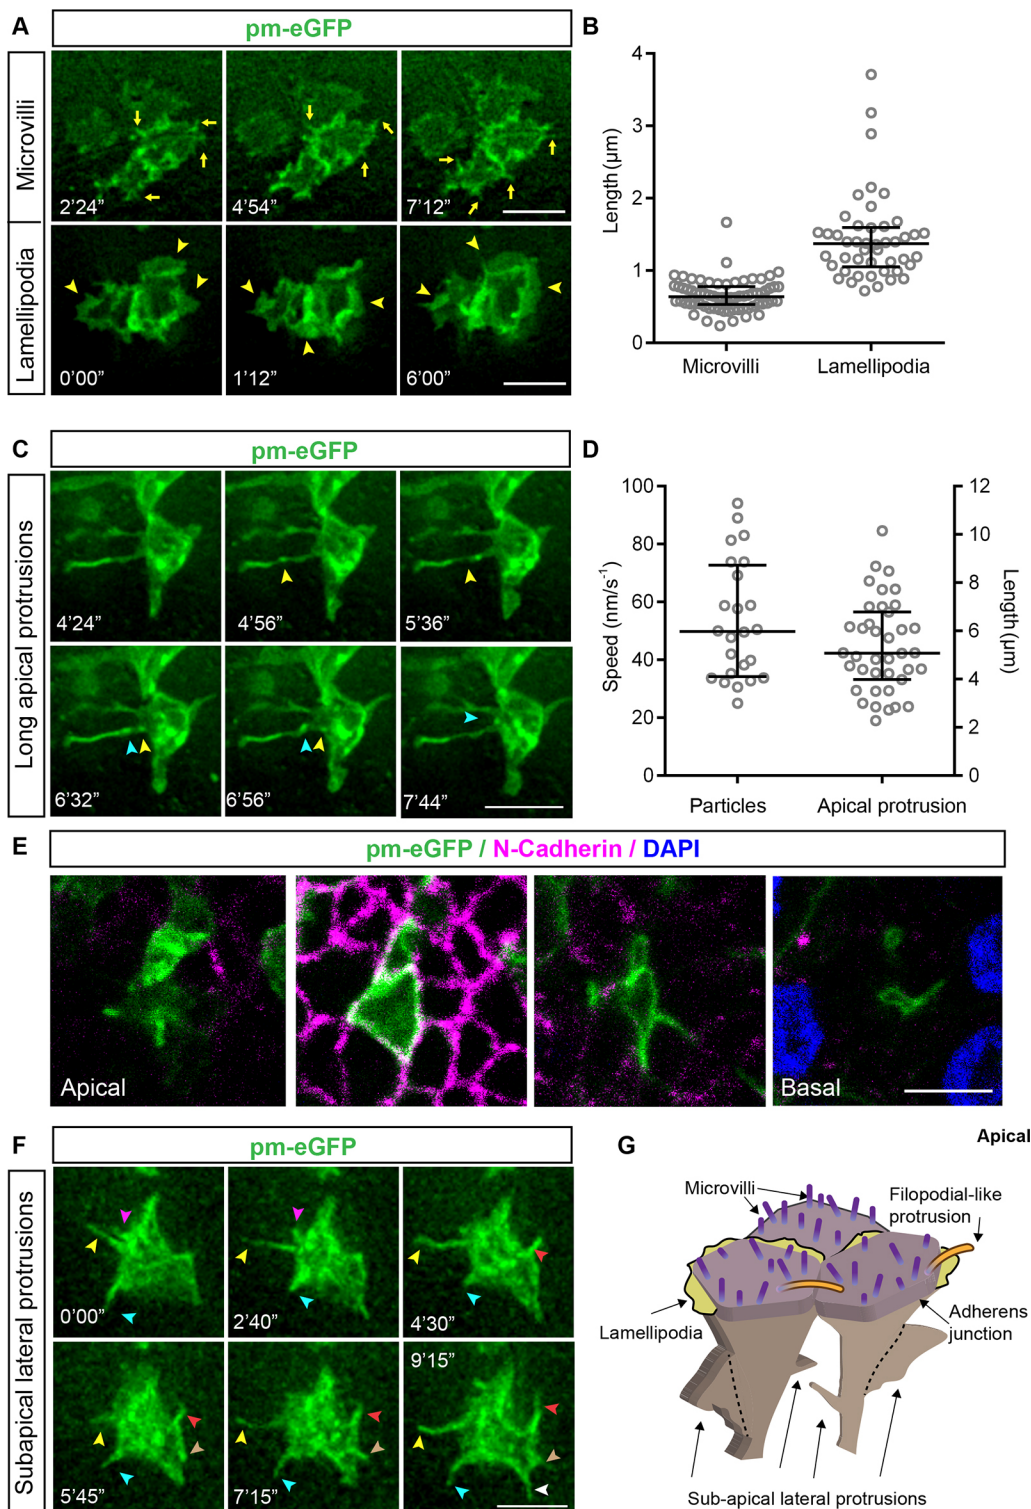 A
pm-eGFP
Microvilli
2'24”
4'54”
7'12”
Lamellipodia
0'00”
1'12”
6'00”
B
Length (μm)
4
3
2
1
0
Microvilli
Lamellipodia
C
pm-eGFP
Long apical protrusions
4'24”
4'56”
5'36”
6'32”
6'56”
7'44”
D
Speed (nm/s⁻¹)
100
80
60
40
20
0
12
10
8
6
4
2
0
Length (μm)
Particles
Apical protrusion
E
pm-eGFP / N-Cadherin / DAPI
Apical
Basal
F
pm-eGFP
Subapical lateral protrusions
0'00”
2'40”
4'30”
5'45”
7'15”
9'15”
G
Apical
Microvilli
Filopodial-like
protrusion
Lamellipodia
Adherens
junction
Sub-apical lateral protrusions